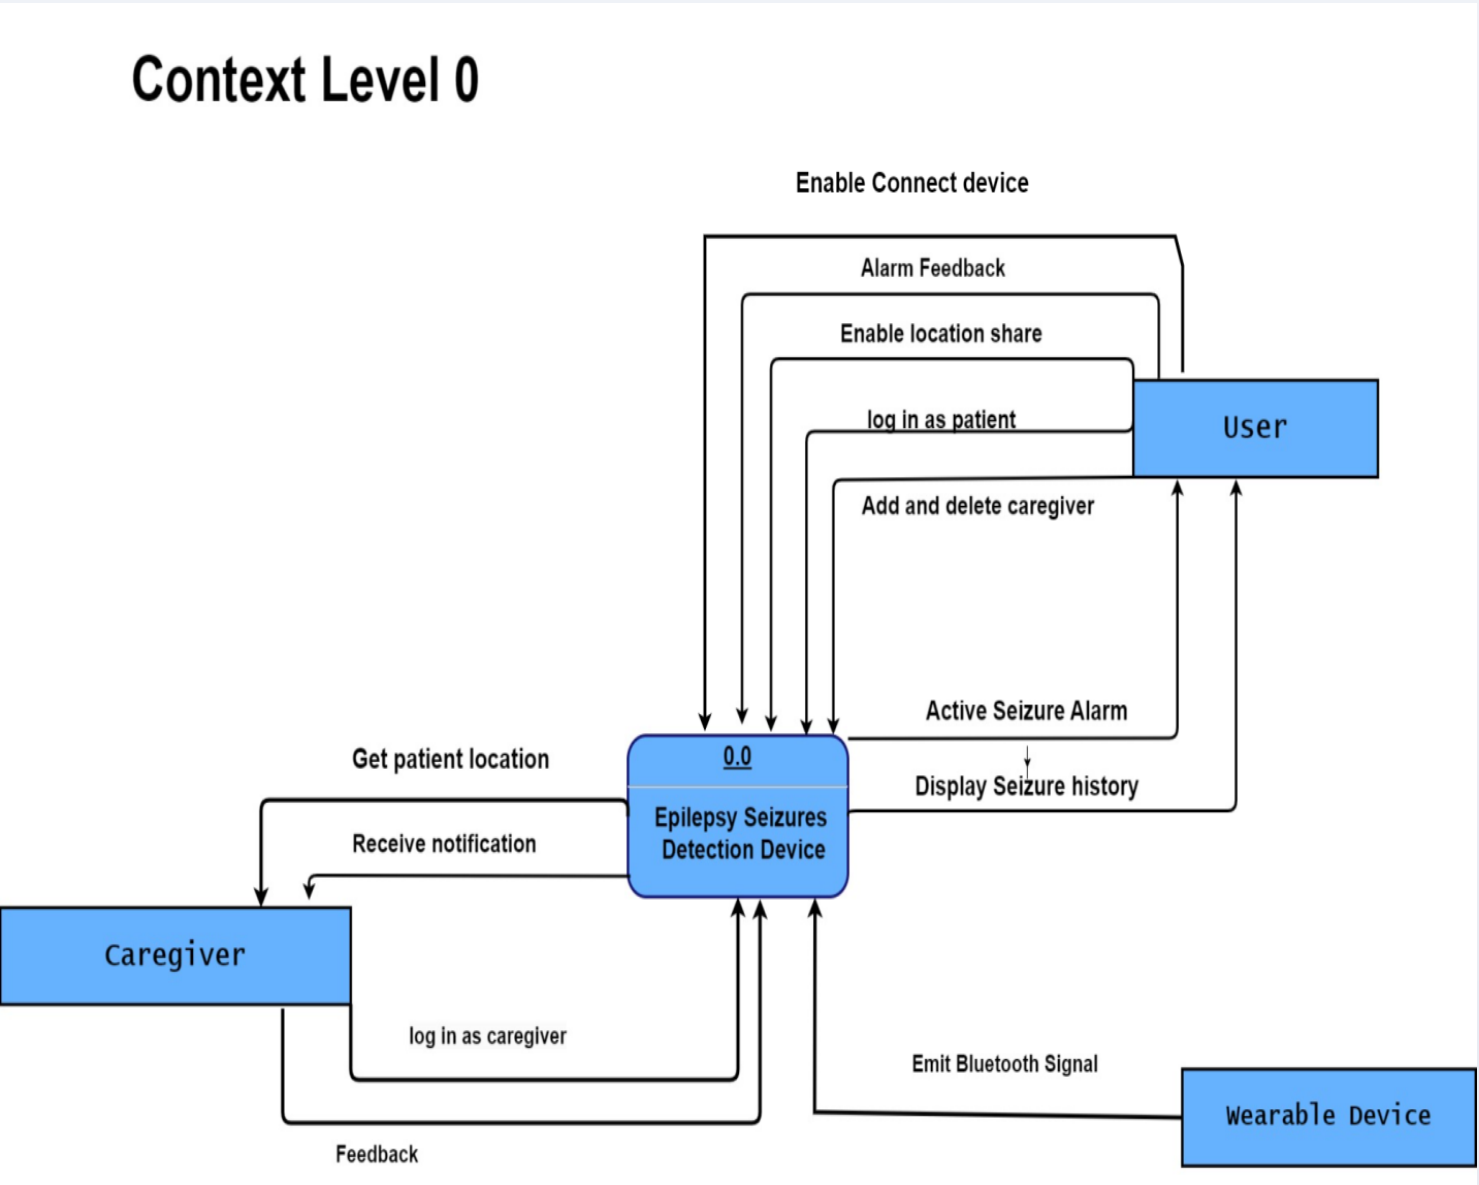 Context Level 0
Enable Connect device
Alarm Feedback
Enable location share
log in as patient
User
Add and delete caregiver
Active Seizure Alarm
Display Seizure history
0.0
Epilepsy Seizures
Detection Device
Get patient location
Receive notification
Caregiver
log in as caregiver
Feedback
Emit Bluetooth Signal
Wearable Device